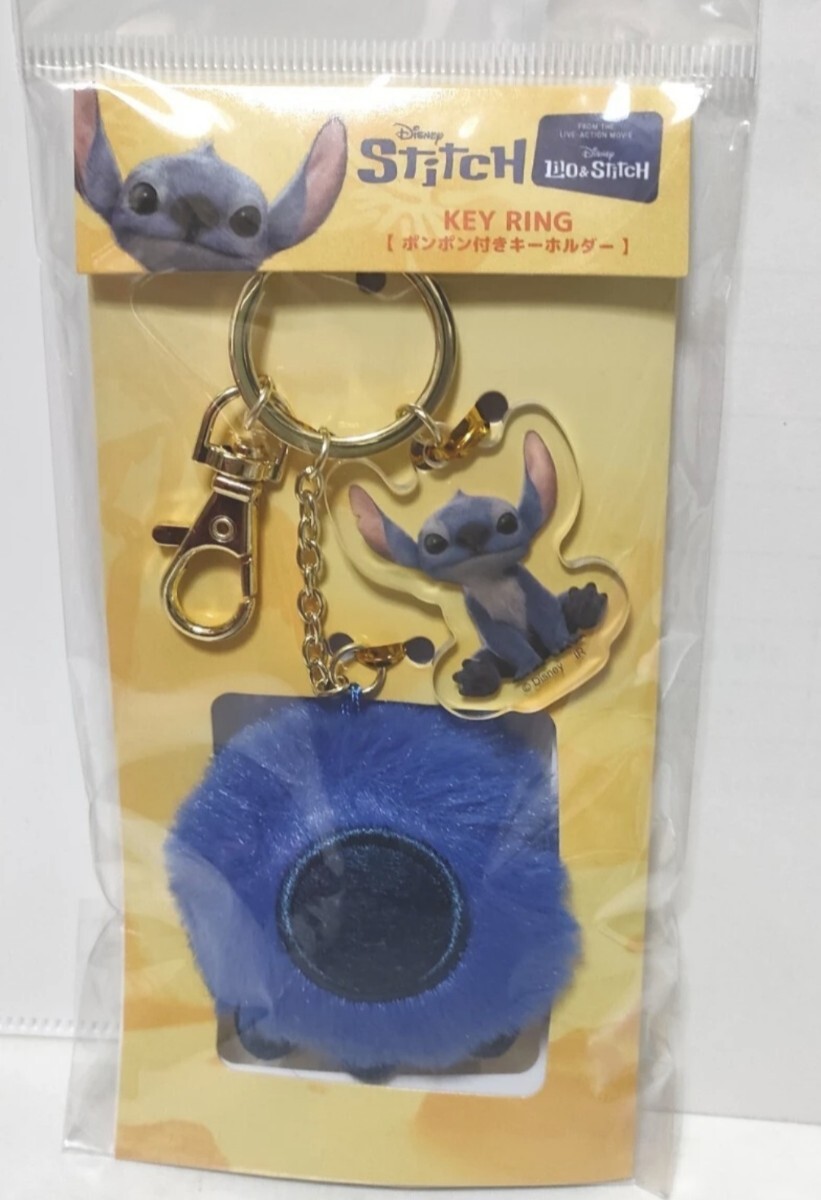 Disney
Stitch
FROM THE
LIVE-ACTION MOVIE
Disney
LILO & STITCH
KEY RING
【 ポンポン付きキーホルダー 】
©Disney IR